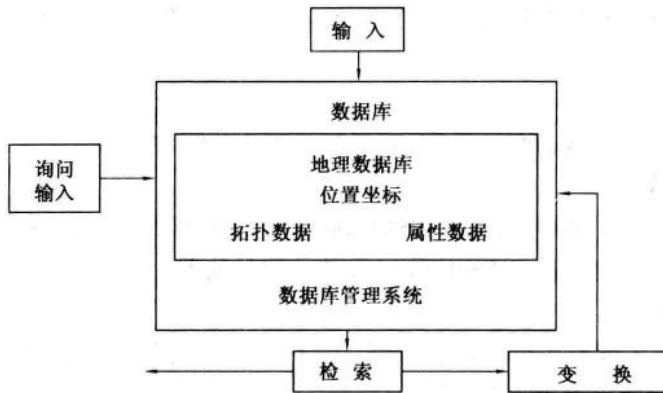 输 入
数据库
询问
输入
地理数据库
位置坐标
拓扑数据 属性数据
数据库管理系统
检 索
变 换